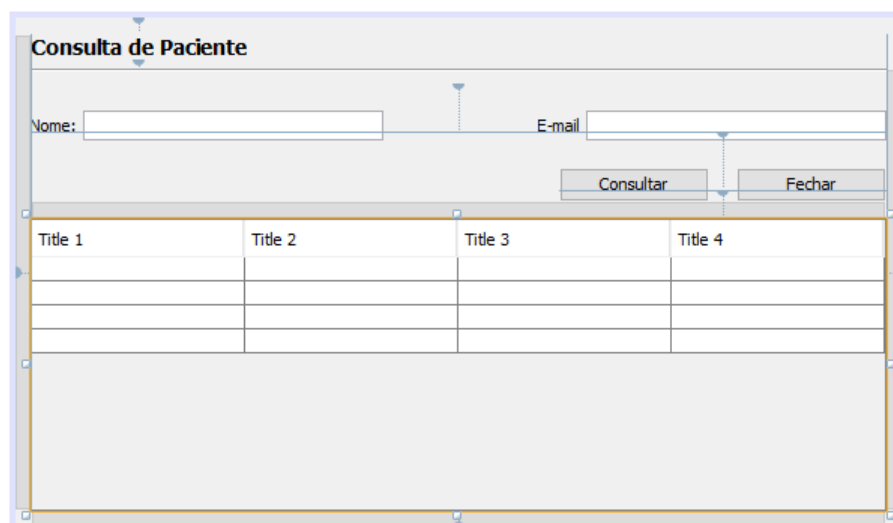 Consulta de Paciente
Nome: E-mail
Consultar Fechar
Title 1 Title 2 Title 3 Title 4